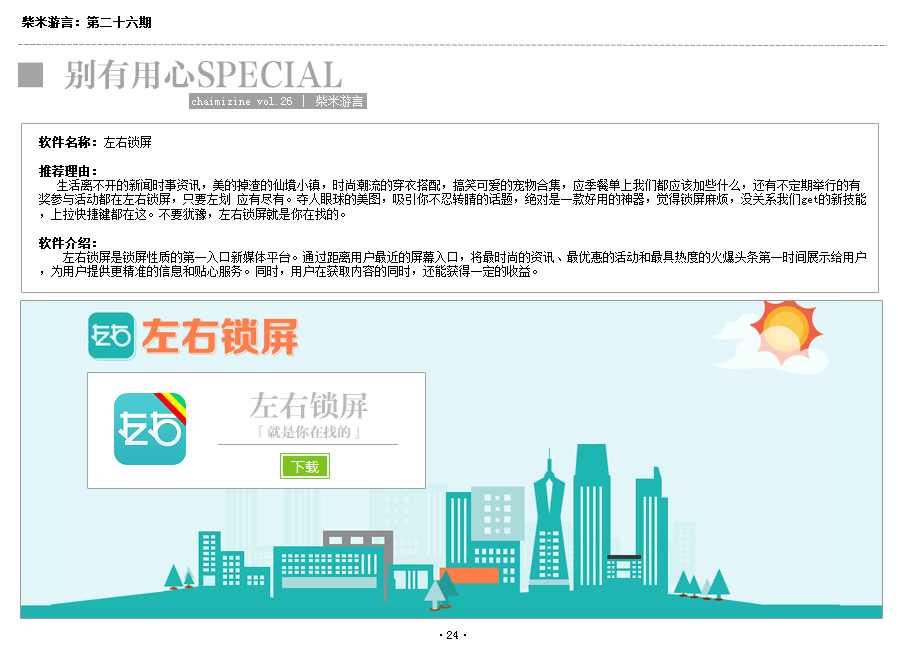 柴米游言：第二十六期
别有用心SPECIAL
chaimizine vol.26 | 柴米游言
软件名称：左右锁屏
推荐理由：
生活离不开的新闻时事资讯，美的掉渣的仙境小镇，时尚潮流的穿衣搭配，搞笑可爱的宠物合集，应季餐单上我们都应该加些什么，还有不定期举行的有
奖参与活动都在左右锁屏，只要左划 应有尽有。夺人眼球的美图，吸引你不忍转睛的话题，绝对是一款好用的神器，觉得锁屏麻烦，没关系我们get的新技能
，上拉快捷键都在这。不要犹豫，左右锁屏就是你在找的。
软件介绍：
左右锁屏是锁屏性质的第一入口新媒体平台。通过距离用户最近的屏幕入口，将最时尚的资讯、最优惠的活动和最具热度的火爆头条第一时间展示给用户
，为用户提供更精准的信息和贴心服务。同时，用户在获取内容的同时，还能获得一定的收益。
左右 左右锁屏
左右
左右锁屏
「就是你在找的」
下载
·24·